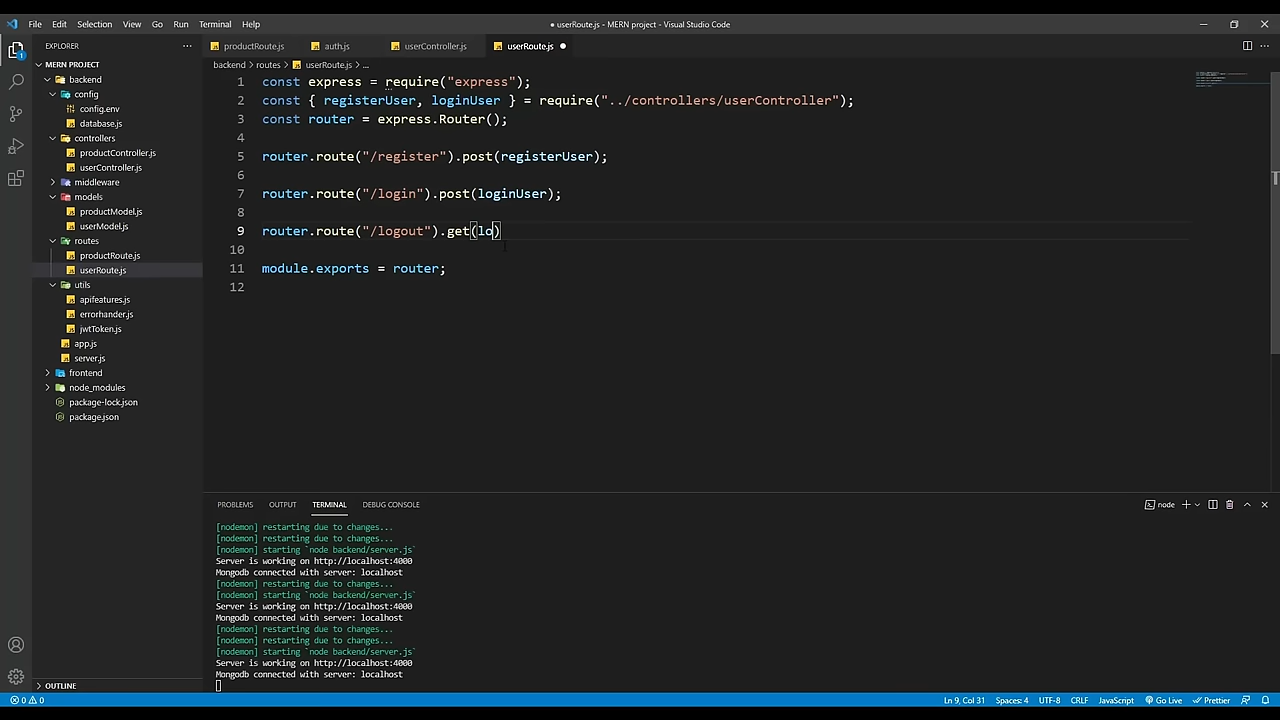 File Edit Selection View Go Run Terminal Help
● userRoute.js - MERN project - Visual Studio Code
EXPLORER
productRoute.js auth.js userController.js userRoute.js
backend > routes > userRoute.js > ...
MERN PROJECT
backend
config
config.env
database.js
controllers
productController.js
userController.js
middleware
models
productModel.js
userModel.js
routes
productRoute.js
userRoute.js
utils
apifeatures.js
errorhander.js
jwtToken.js
app.js
server.js
frontend
node_modules
package-lock.json
package.json
OUTLINE
1 const express = require("express");
2 const { registerUser, loginUser } = require("../controllers/userController");
3 const router = express.Router();
4
5 router.route("/register").post(registerUser);
6
7 router.route("/login").post(loginUser);
8
9 router.route("/logout").get(lo)
10
11 module.exports = router;
12
PROBLEMS OUTPUT TERMINAL DEBUG CONSOLE
node
[nodemon] restarting due to changes...
[nodemon] restarting due to changes...
[nodemon] starting `node backend/server.js`
Server is working on http://localhost:4000
Mongodb connected with server: localhost
[nodemon] restarting due to changes...
[nodemon] starting `node backend/server.js`
Server is working on http://localhost:4000
Mongodb connected with server: localhost
[nodemon] restarting due to changes...
[nodemon] restarting due to changes...
[nodemon] starting `node backend/server.js`
Server is working on http://localhost:4000
Mongodb connected with server: localhost
0 0
Ln 9, Col 31 Spaces: 4 UTF-8 CRLF JavaScript Go Live Prettier
1